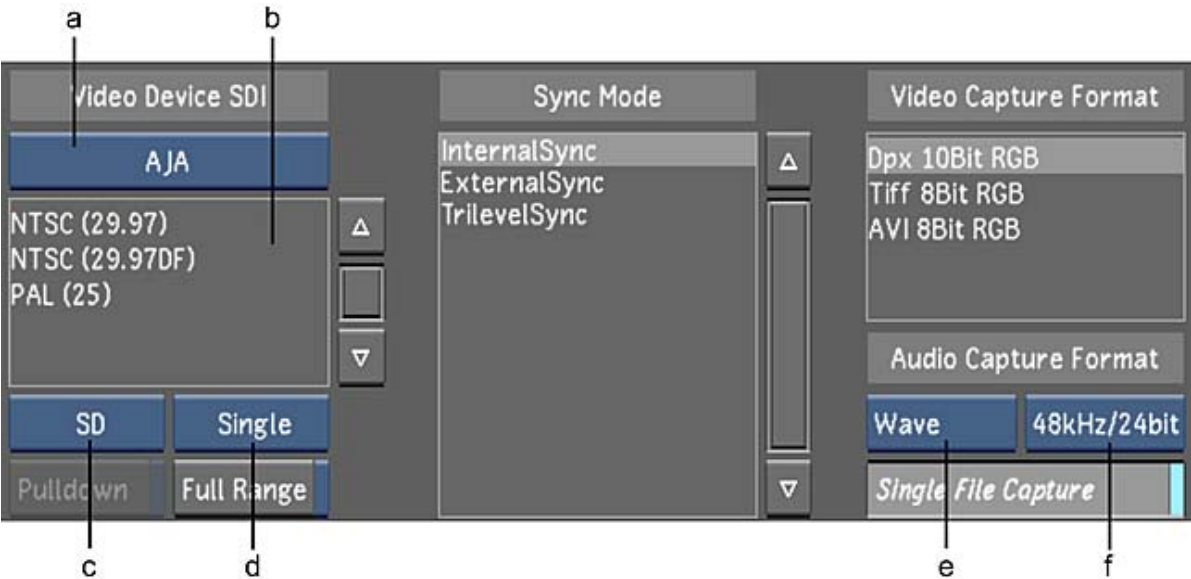 a b
Video Device SDI
AJA
NTSC (29.97)
NTSC (29.97DF)
PAL (25)
SD
Single
Pulldown
Full Range
Sync Mode
InternalSync
ExternalSync
TrilevelSync
Video Capture Format
Dpx 10Bit RGB
Tiff 8Bit RGB
AVI 8Bit RGB
Audio Capture Format
Wave
48kHz/24bit
Single File Capture
c d e f